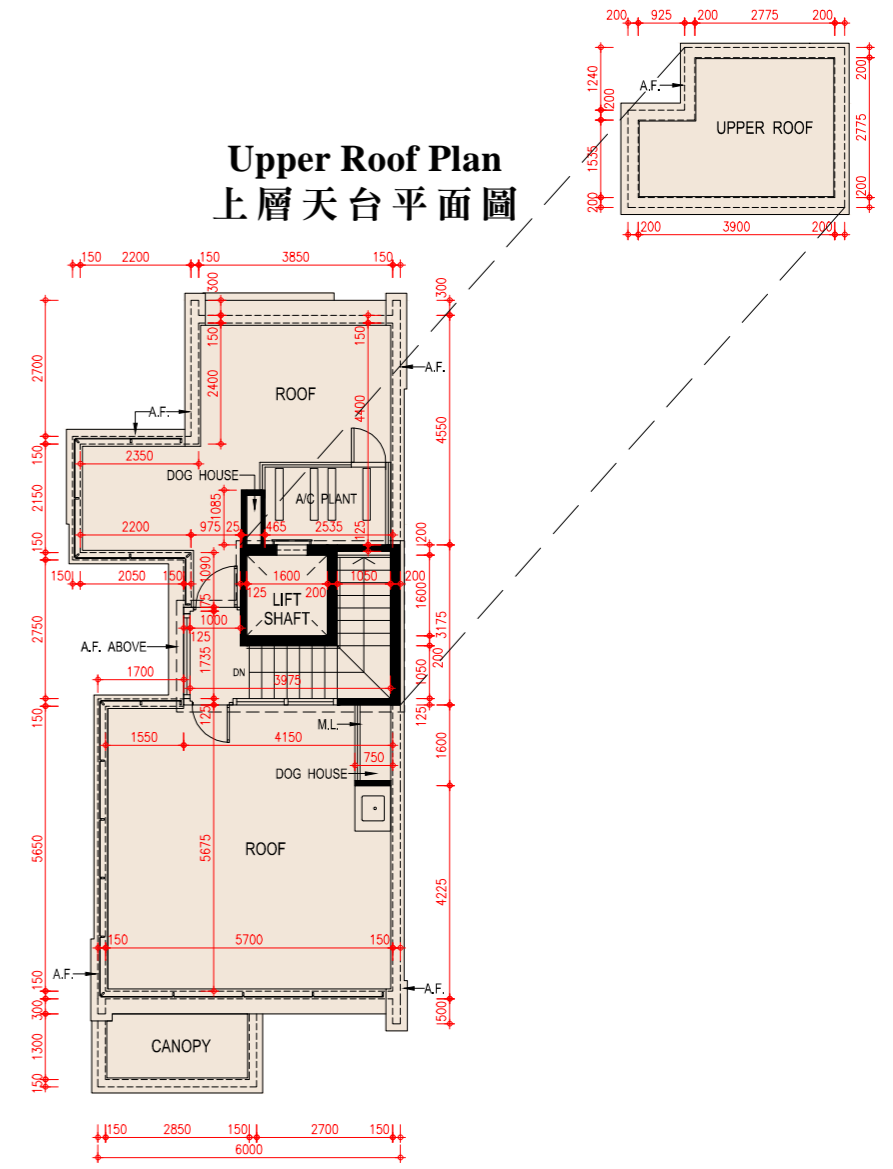 200 925 200 2775 200
1240
200
1535
200
A.F.
UPPER ROOF
200
2775
200
200 3900 200
Upper Roof Plan
上層天台平面圖
150 2200 150 3850 150
300
300
2700
150
2400
150
4400
ROOF
A.F.
A.F.
4550
150
2350
DOG HOUSE
1085
A/C PLANT
2150
2200 975 25 465 2535
125
200
150
150 2050 150
1090
1600 1050 200
125 200
LIFT
SHAFT
1600
3175
75
1000
125
2750
A.F. ABOVE
1735
DN
3975
200
1050
1700
150
125
125
M.L.
1550 4150
750
1600
DOG HOUSE
5650
5675
ROOF
4225
150 5700 150
A.F.
A.F.
150
300
500
1300
CANOPY
150
150 2850 150 2700 150
6000